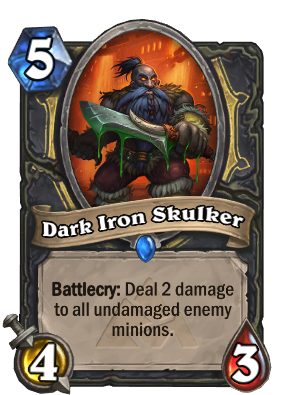 5
Dark Iron Skulker
Battlecry: Deal 2 damage
to all undamaged enemy
minions.
4
3